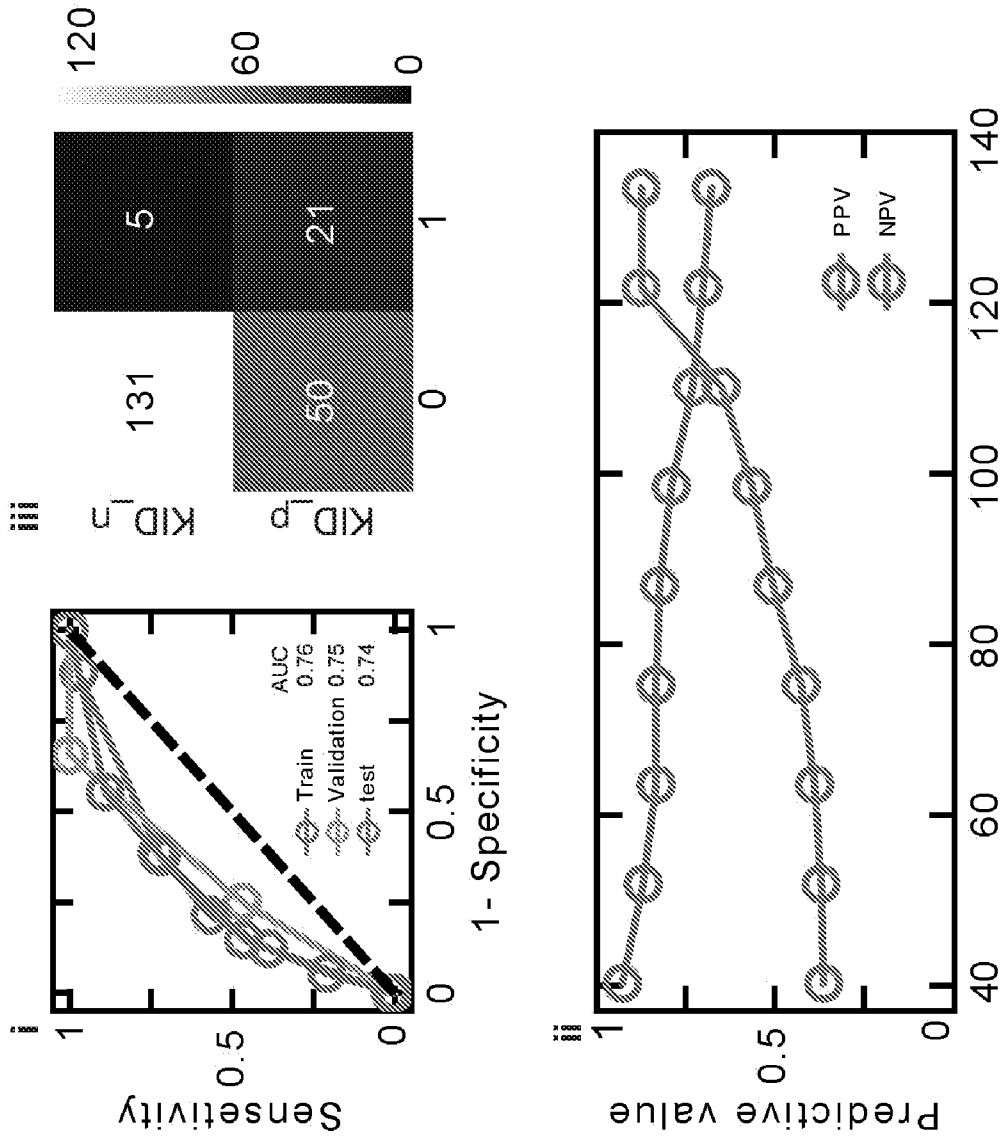 Sensetivity
1
0.5
0
AUC
Train 0.76
Validation 0.75
test 0.74
0 0.5 1
1- Specificity
KID_n
KID_p
131 5
50 21
0 1
120
60
0
Predictive value
1
0.5
0
PPV
NPV
40 60 80 100 120 140